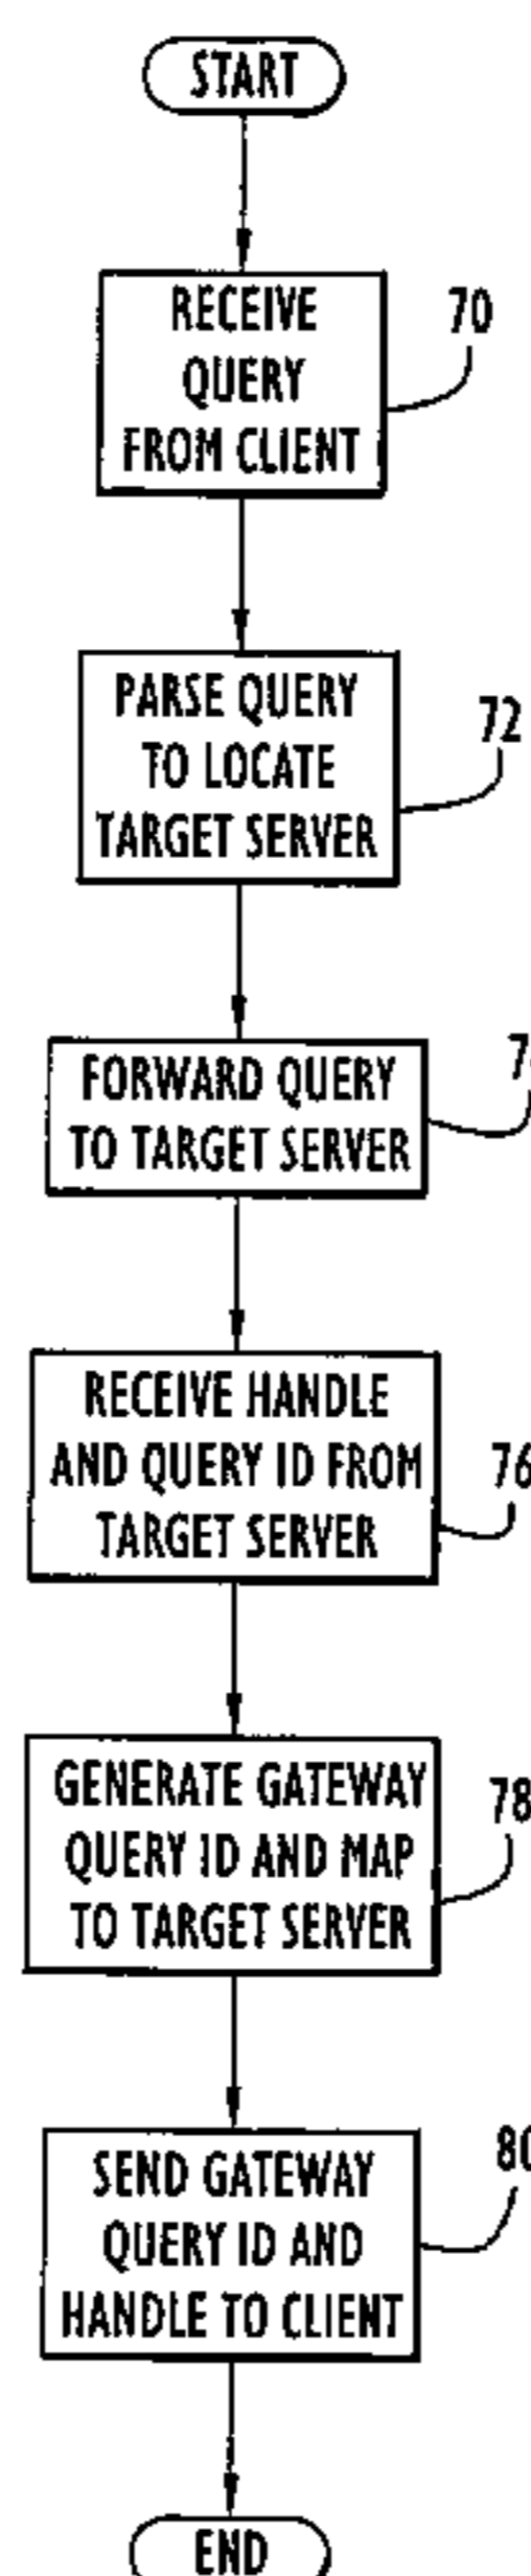 START
RECEIVE
QUERY
FROM CLIENT
70
PARSE QUERY
TO LOCATE
TARGET SERVER
72
FORWARD QUERY
TO TARGET SERVER
RECEIVE HANDLE
AND QUERY ID FROM
TARGET SERVER
76
GENERATE GATEWAY
QUERY ID AND MAP
TO TARGET SERVER
78
SEND GATEWAY
QUERY ID AND
HANDLE TO CLIENT
80
END